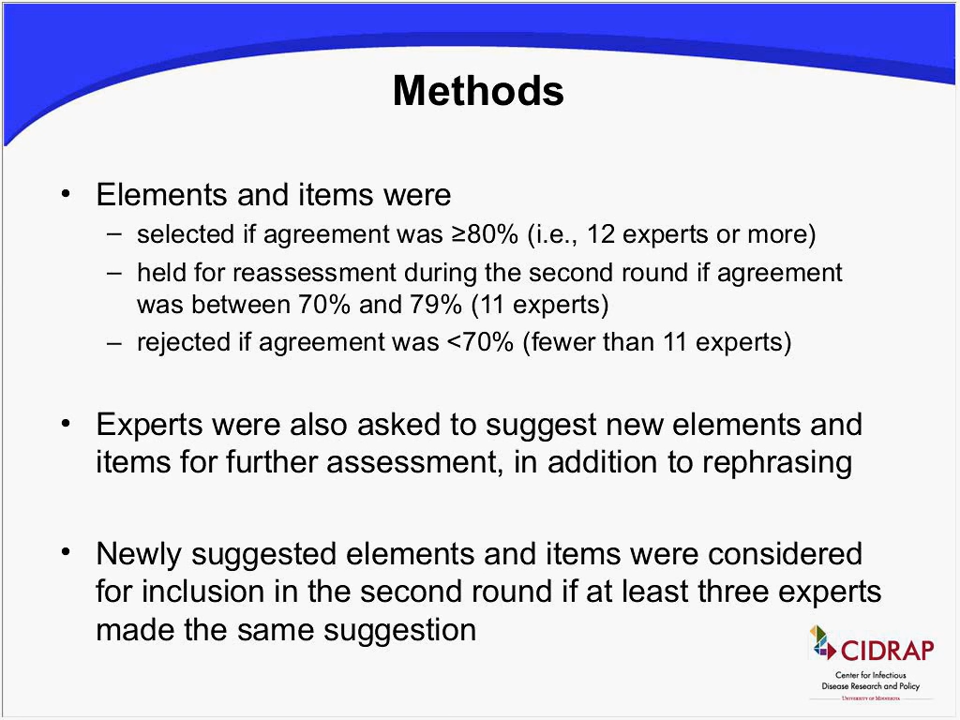 Methods
• Elements and items were
– selected if agreement was ≥80% (i.e., 12 experts or more)
– held for reassessment during the second round if agreement
was between 70% and 79% (11 experts)
– rejected if agreement was <70% (fewer than 11 experts)
• Experts were also asked to suggest new elements and
items for further assessment, in addition to rephrasing
• Newly suggested elements and items were considered
for inclusion in the second round if at least three experts
made the same suggestion
CIDRAP
Center for Infectious
Disease Research and Policy
UNIVERSITY OF MINNESOTA